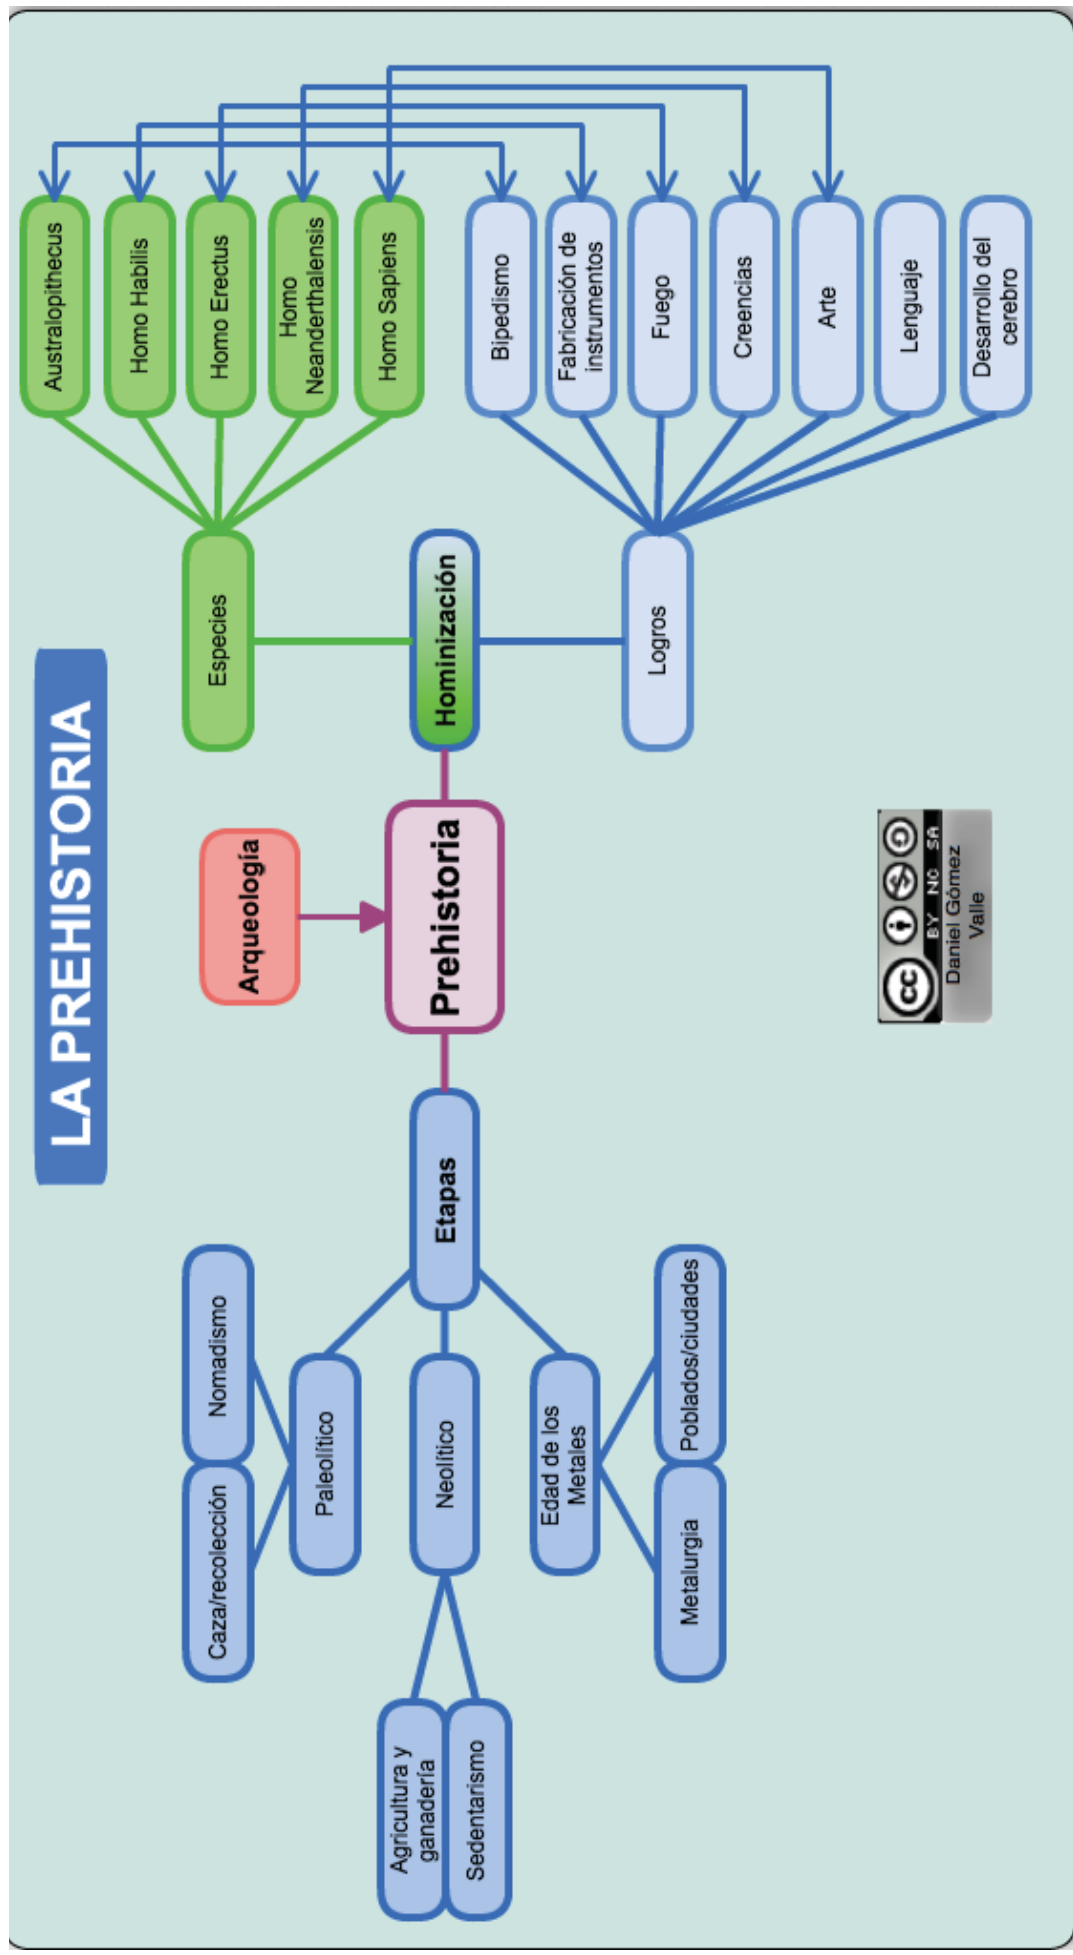 LA PREHISTORIA
Arqueología
Prehistoria
Etapas
Nomadismo
Caza/recolección
Paleolítico
Neolítico
Agricultura y
ganadería
Sedentarismo
Edad de los
Metales
Metalurgia
Poblados/ciudades
Hominización
Especies
Australopithecus
Homo Habilis
Homo Erectus
Homo
Neanderthalensis
Homo Sapiens
Logros
Bipedismo
Fabricación de
instrumentos
Fuego
Creencias
Arte
Lenguaje
Desarrollo del
cerebro
cc
BY NC SA
Daniel Gómez
Valle